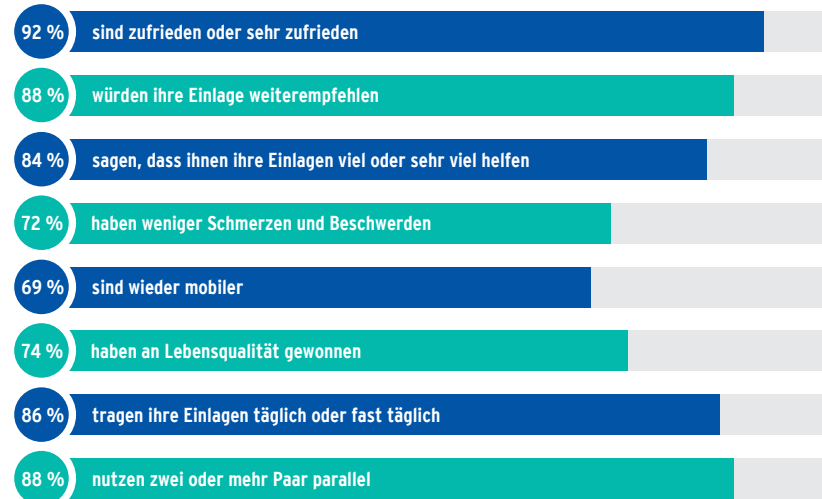 92 % sind zufrieden oder sehr zufrieden
88 % würden ihre Einlage weiterempfehlen
84 % sagen, dass ihnen ihre Einlagen viel oder sehr viel helfen
72 % haben weniger Schmerzen und Beschwerden
69 % sind wieder mobiler
74 % haben an Lebensqualität gewonnen
86 % tragen ihre Einlagen täglich oder fast täglich
88 % nutzen zwei oder mehr Paar parallel